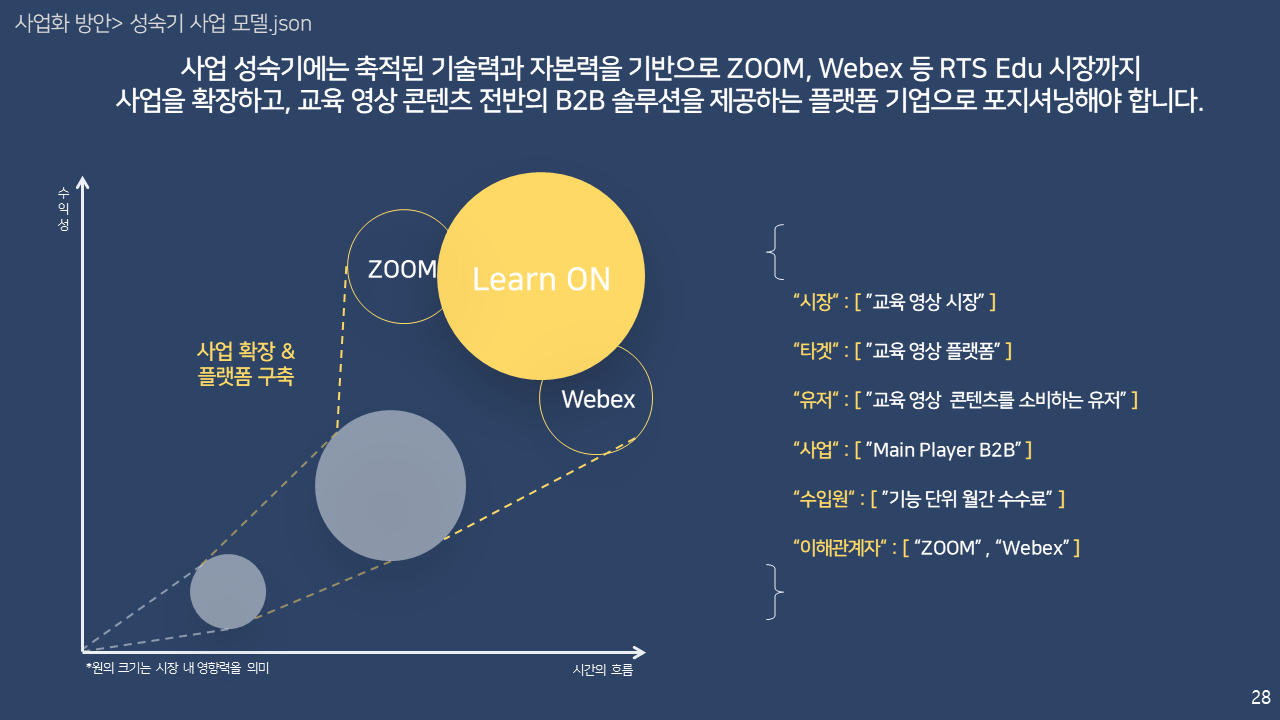 사업화 방안> 성숙기 사업 모델.json
사업 성숙기에는 축적된 기술력과 자본력을 기반으로 ZOOM, Webex 등 RTS Edu 시장까지
사업을 확장하고, 교육 영상 콘텐츠 전반의 B2B 솔루션을 제공하는 플랫폼 기업으로 포지셔닝해야 합니다.
수익성
ZOOM
Learn ON
사업 확장 &
플랫폼 구축
Webex
*원의 크기는 시장 내 영향력을 의미
시간의 흐름
{
“시장“ : [ ”교육 영상 시장” ]
“타겟“ : [ ”교육 영상 플랫폼” ]
“유저“ : [ ”교육 영상 콘텐츠를 소비하는 유저” ]
“사업“ : [ ”Main Player B2B” ]
“수입원“ : [ ”기능 단위 월간 수수료” ]
“이해관계자“ : [ “ZOOM” , “Webex” ]
}
28